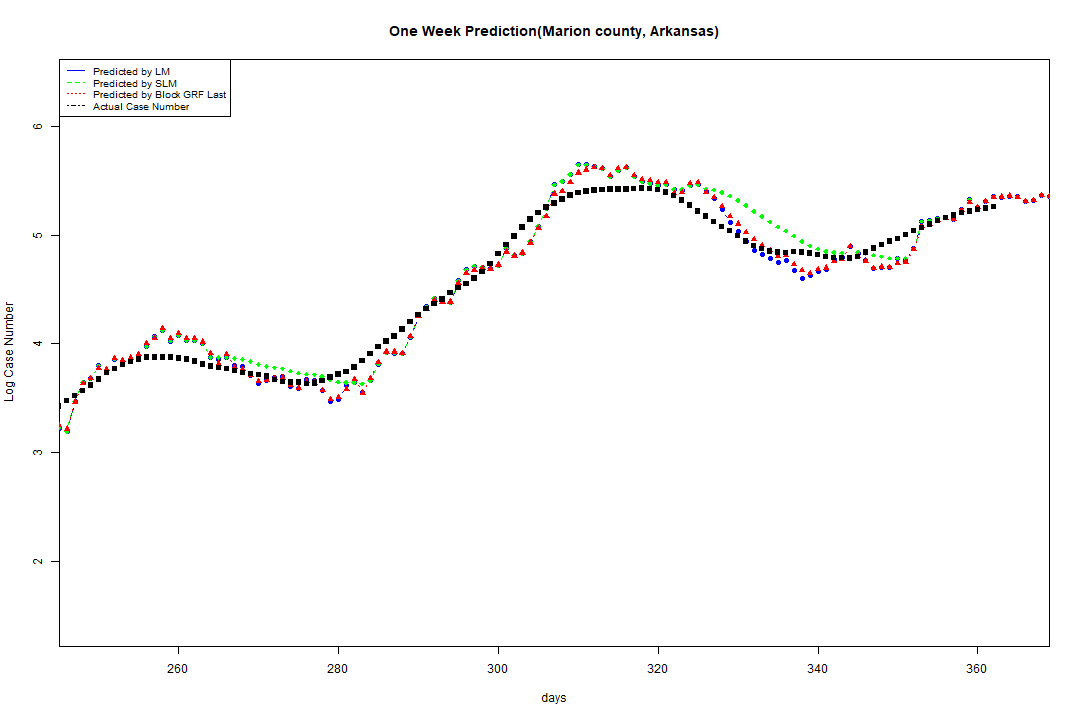 One Week Prediction(Marion county, Arkansas)
Predicted by LM
Predicted by SLM
Predicted by Block GRF Last
Actual Case Number
6
5
4
3
2
Log Case Number
260 280 300 320 340 360
days